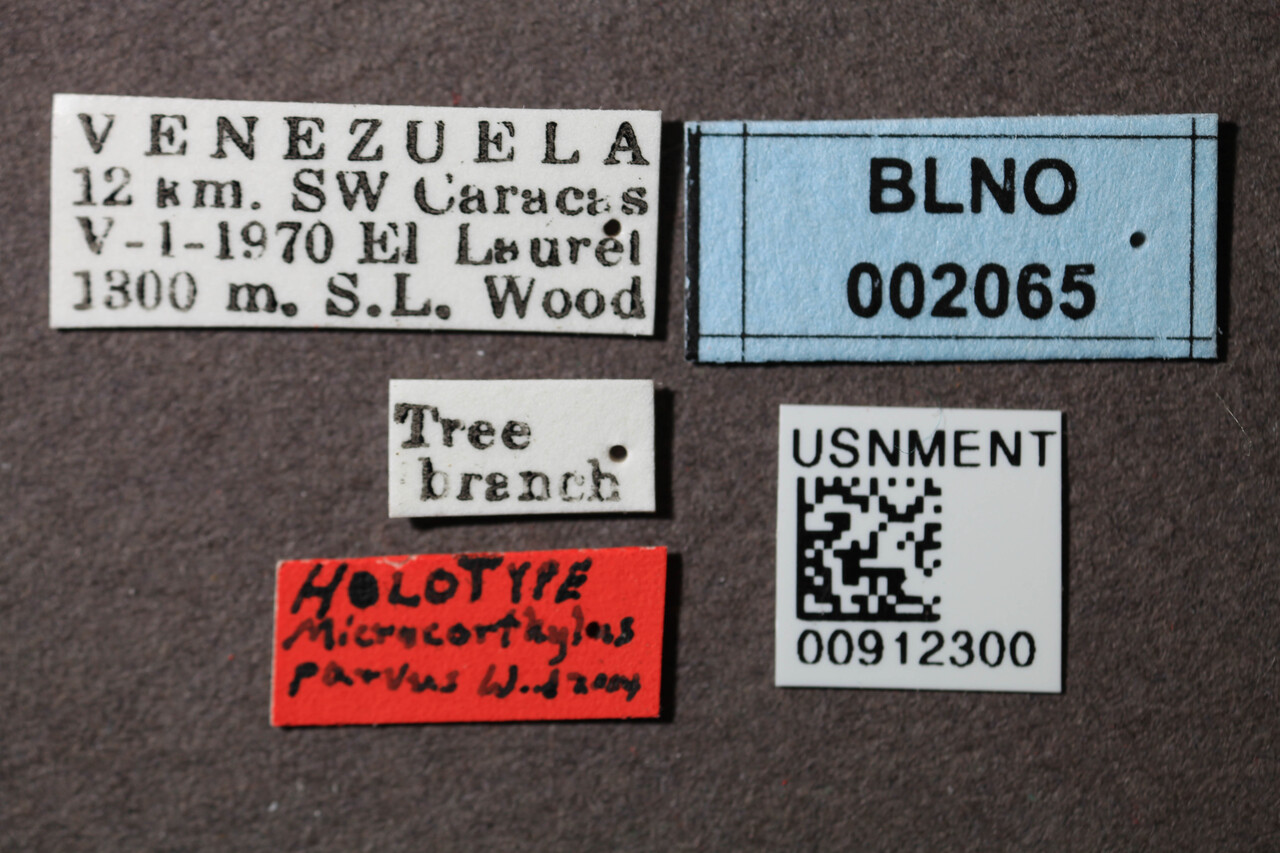 VENEZUELA
12 km. SW Caracas
V-1-1970 El Laurel
1300 m. S.L. Wood
BLNO
002065
Tree
branch
USNMENT
00912300
HOLOTYPE
Microcorthylus
parvus Wood 2007